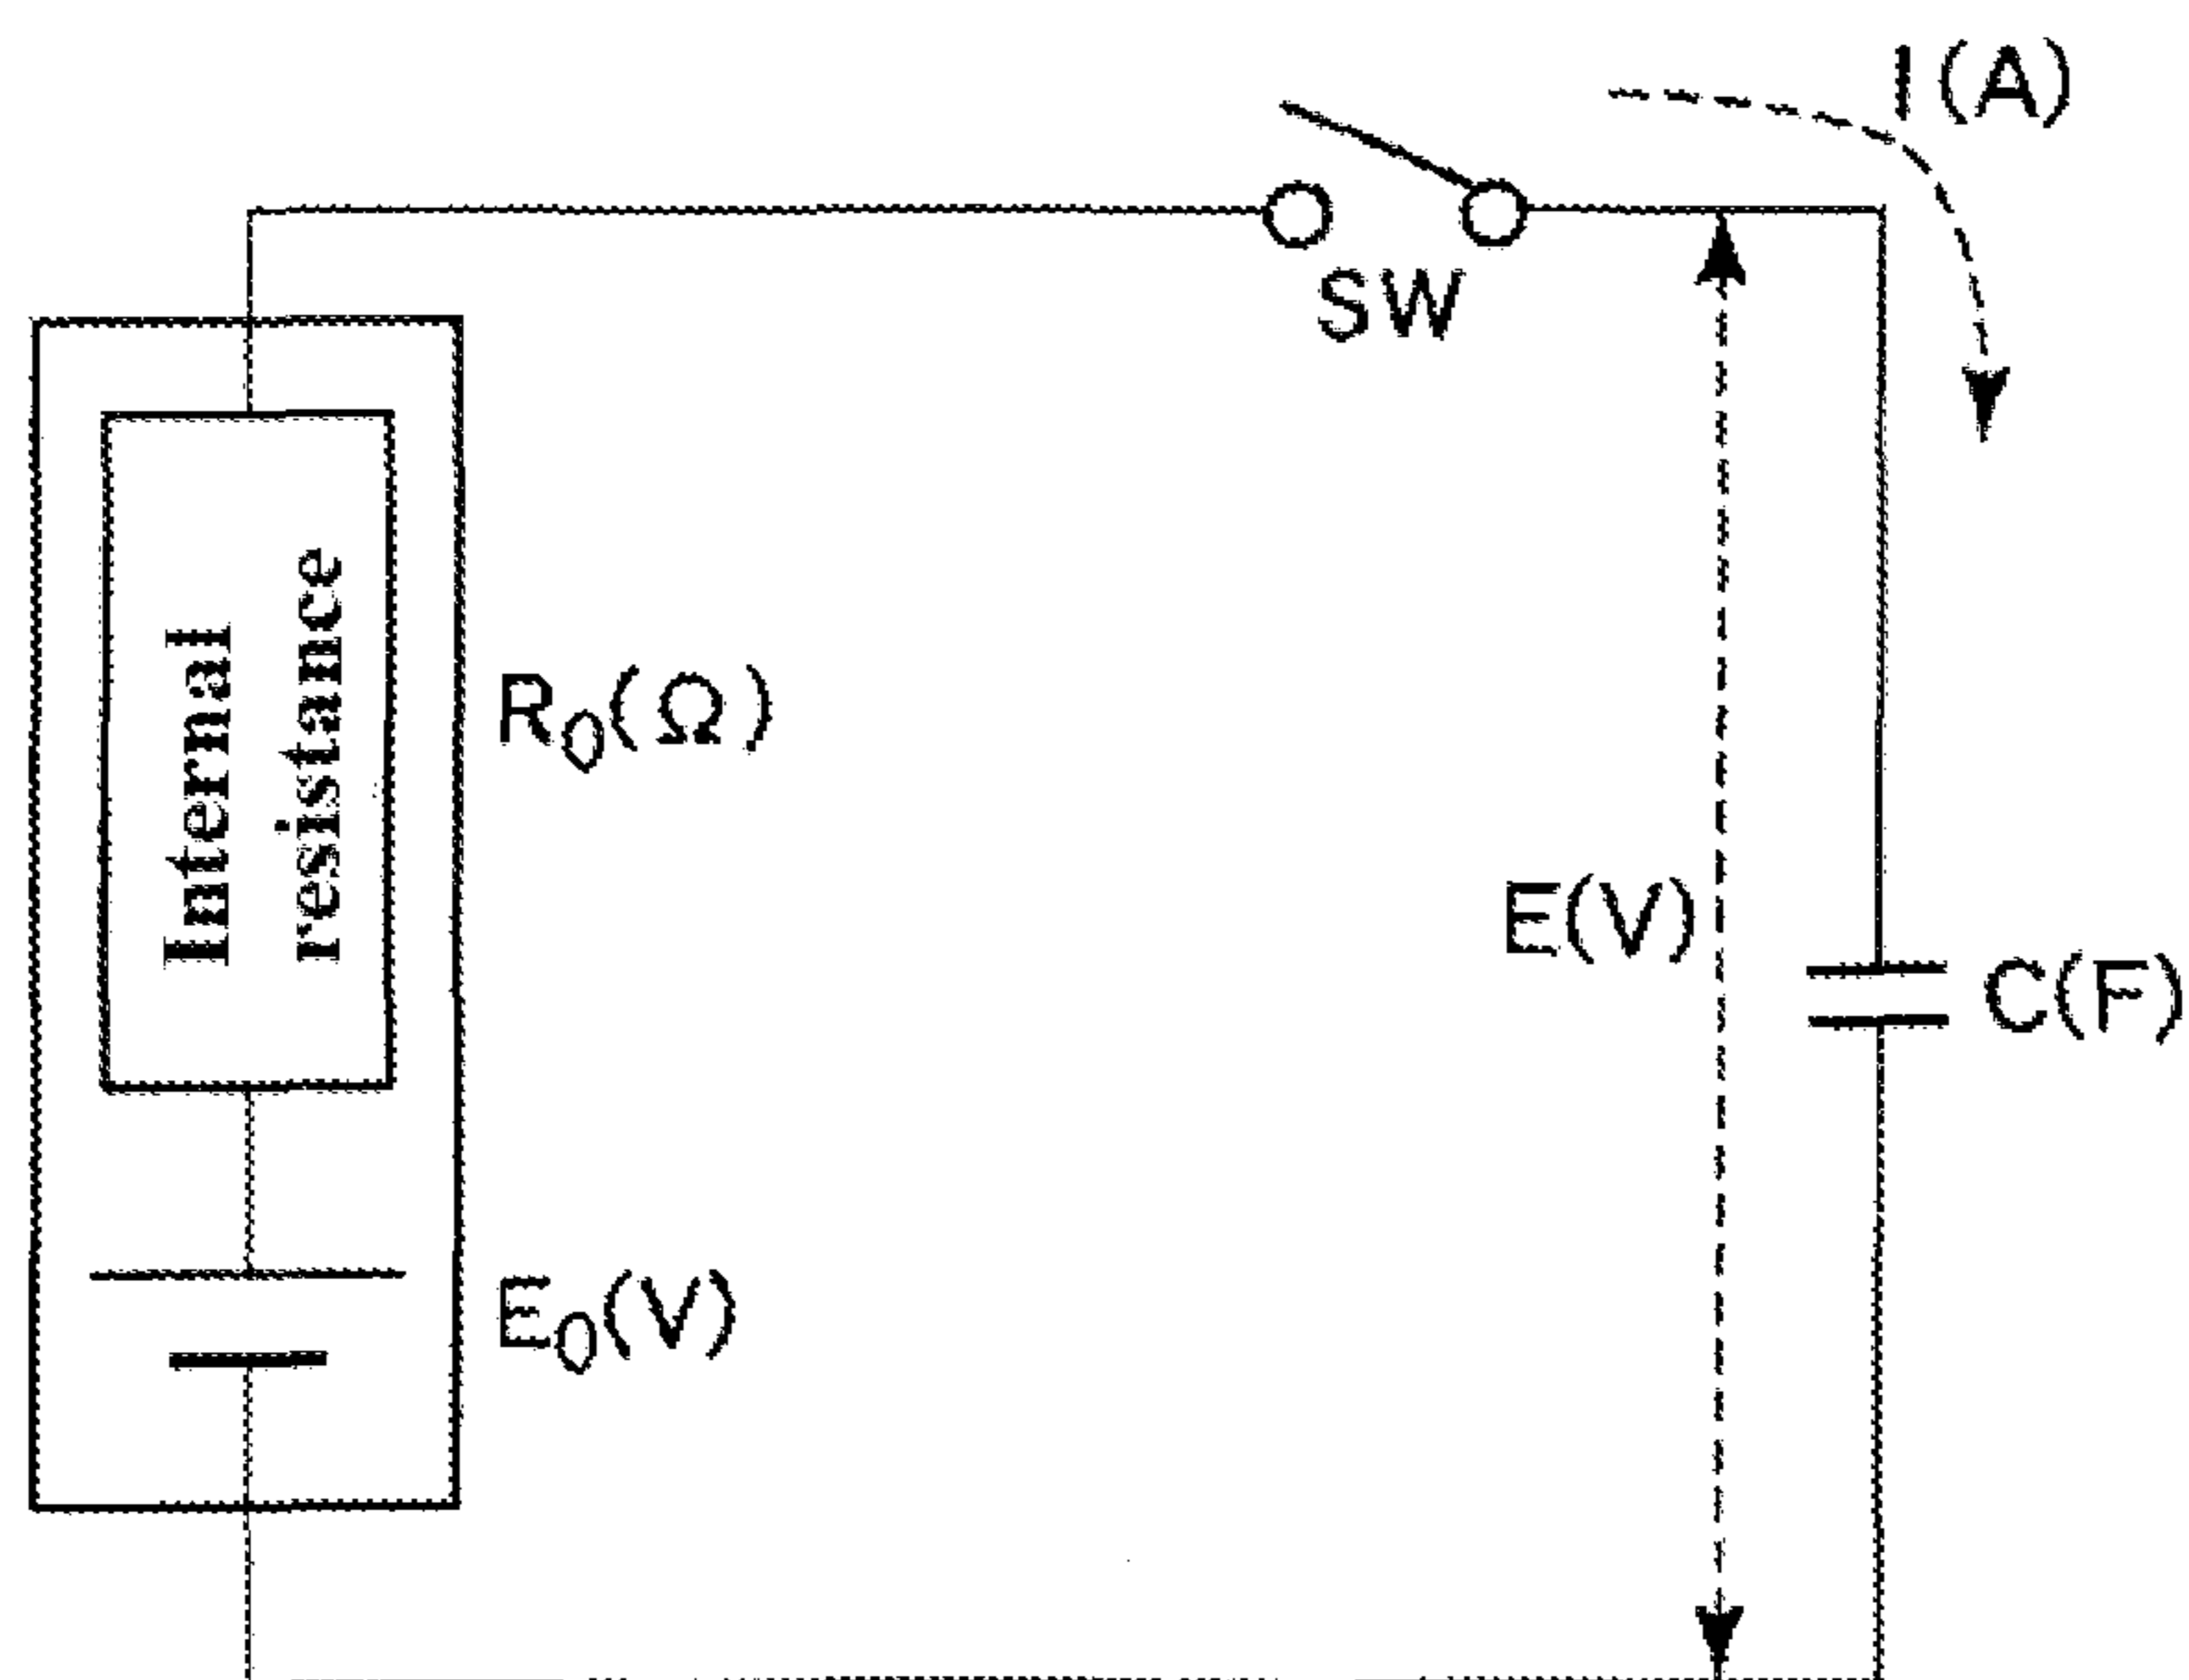 I(A)
SW
Internal
resistance
R₀(Ω)
E(V)
C(F)
E₀(V)